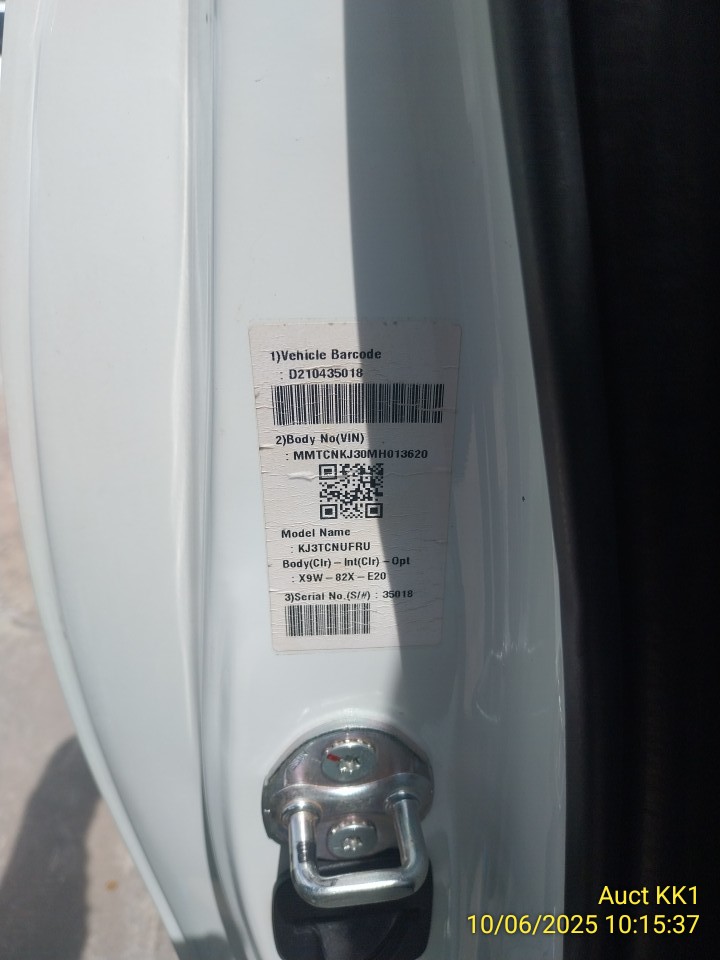 1)Vehicle Barcode
: D210435018
2)Body No(VIN)
: MMTCNKJ30MH013620
Model Name
: KJ3TCNUFRU
Body(Clr) – Int(Clr) – Opt
: X9W – 82X – E20
3)Serial No.(S/#) : 35018
Auct KK1
10/06/2025 10:15:37